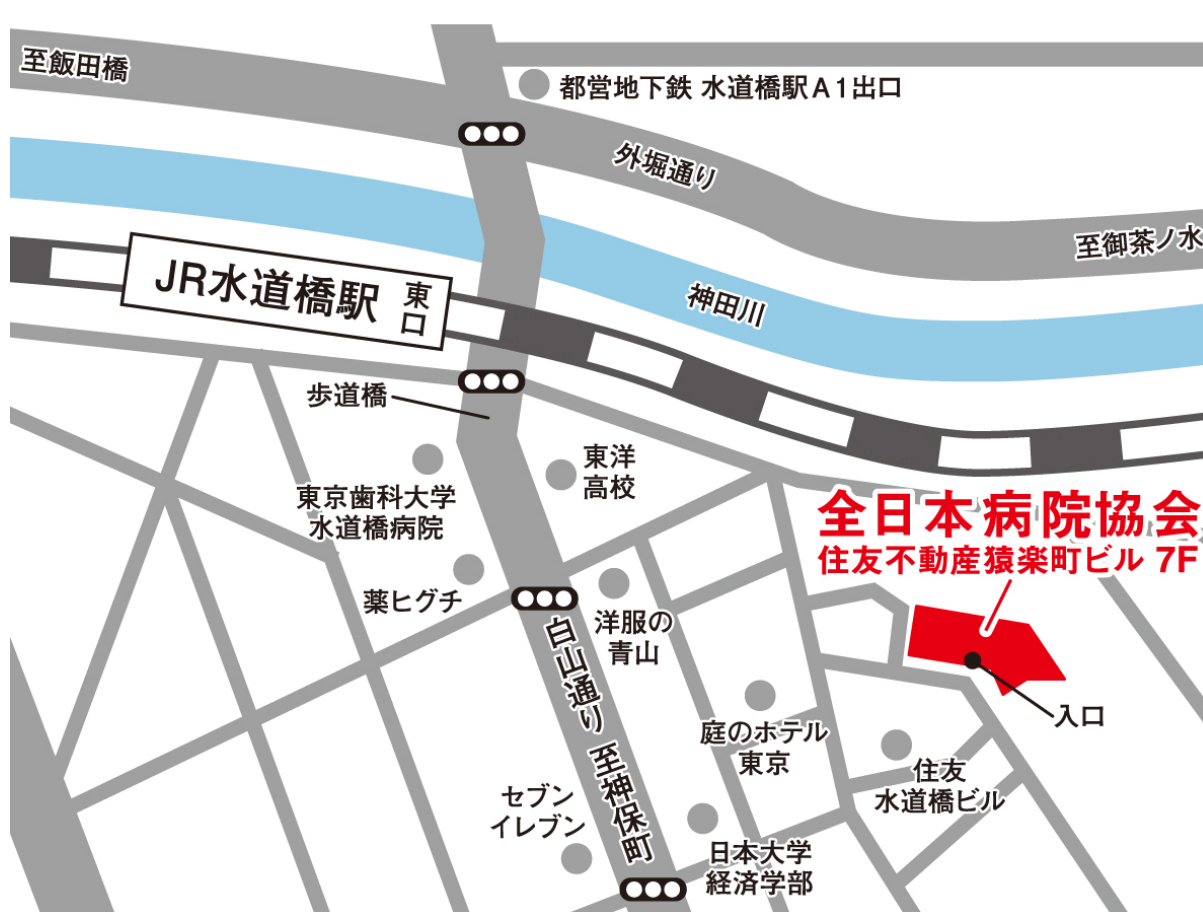 至飯田橋
都営地下鉄 水道橋駅A1出口
外堀通り
至御茶ノ水
JR水道橋駅
東口
神田川
歩道橋
東洋
高校
東京歯科大学
水道橋病院
全日本病院協会
住友不動産猿楽町ビル 7F
薬ヒグチ
洋服の
青山
白山通り 至神保町
入口
庭のホテル
東京
住友
水道橋ビル
セブン
イレブン
日本大学
経済学部